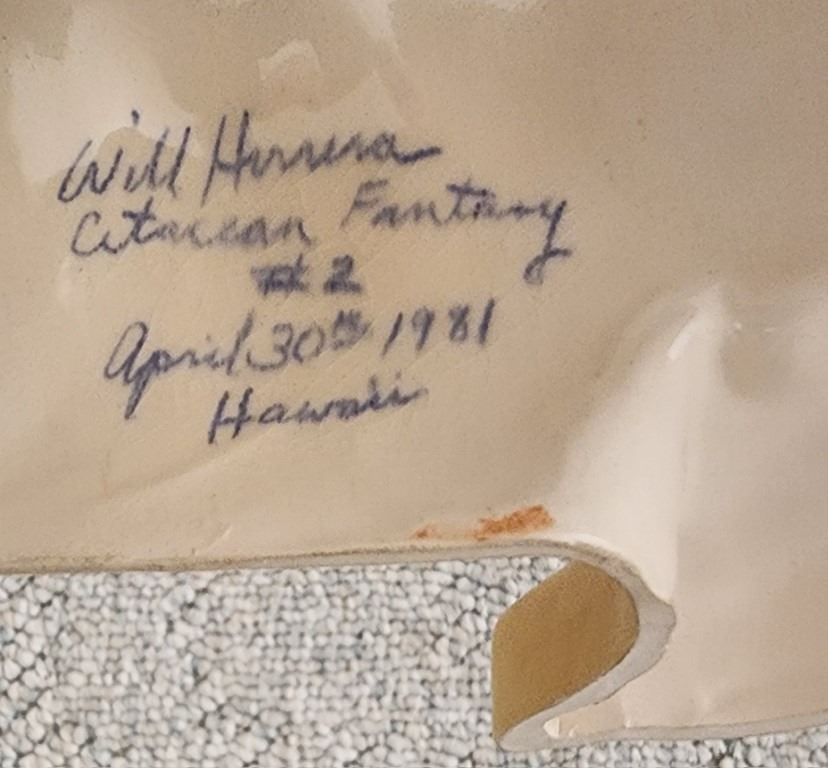 Will Herrera
Cetacean Fantasy
#2
April 30th 1981
Hawaii